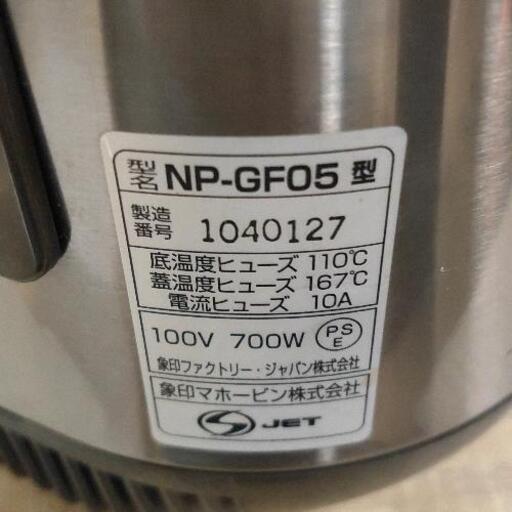 型名 NP-GF05 型
製造番号 1040127
底温度ヒューズ 110℃
蓋温度ヒューズ 167℃
電流ヒューズ 10A
100V 700W PSE
象印ファクトリー・ジャパン株式会社
象印マホービン株式会社
JET